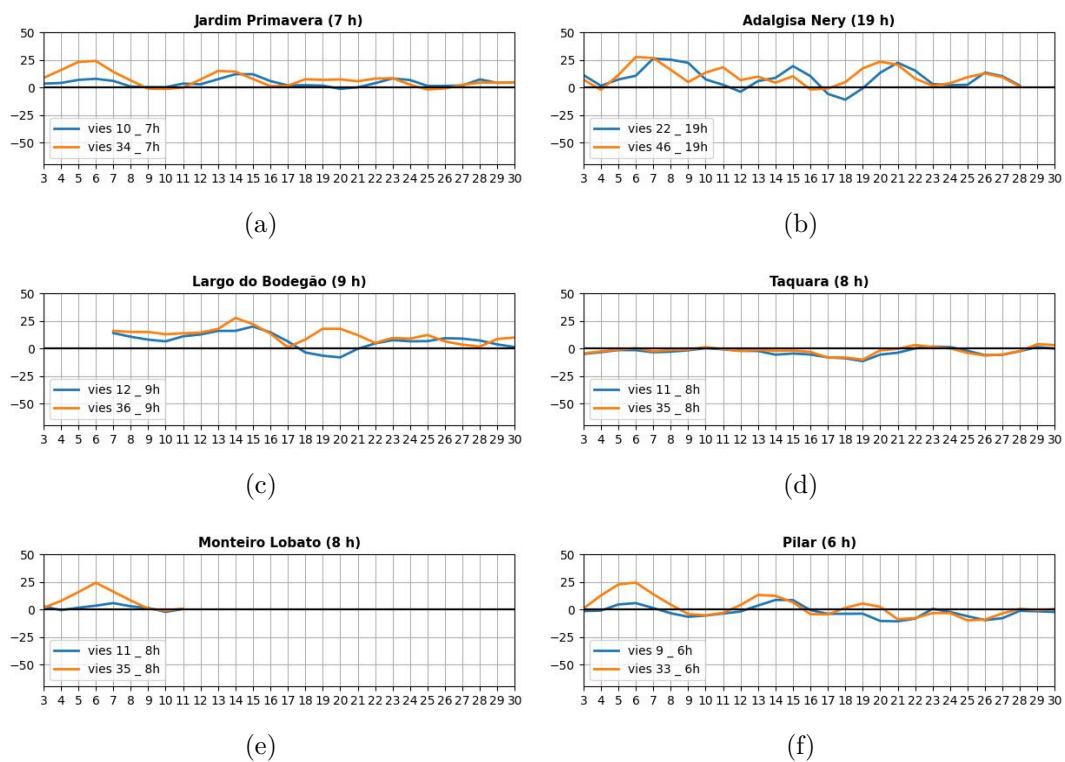 Jardim Primavera (7 h)
50
25
0
−25
−50
vies 10 _ 7h
vies 34 _ 7h
3 4 5 6 7 8 9 10 11 12 13 14 15 16 17 18 19 20 21 22 23 24 25 26 27 28 29 30
(a)
Adalgisa Nery (19 h)
50
25
0
−25
−50
vies 22 _ 19h
vies 46 _ 19h
3 4 5 6 7 8 9 10 11 12 13 14 15 16 17 18 19 20 21 22 23 24 25 26 27 28 29 30
(b)
Largo do Bodegão (9 h)
50
25
0
−25
−50
vies 12 _ 9h
vies 36 _ 9h
3 4 5 6 7 8 9 10 11 12 13 14 15 16 17 18 19 20 21 22 23 24 25 26 27 28 29 30
(c)
Taquara (8 h)
50
25
0
−25
−50
vies 11 _ 8h
vies 35 _ 8h
3 4 5 6 7 8 9 10 11 12 13 14 15 16 17 18 19 20 21 22 23 24 25 26 27 28 29 30
(d)
Monteiro Lobato (8 h)
50
25
0
−25
−50
vies 11 _ 8h
vies 35 _ 8h
3 4 5 6 7 8 9 10 11 12 13 14 15 16 17 18 19 20 21 22 23 24 25 26 27 28 29 30
(e)
Pilar (6 h)
50
25
0
−25
−50
vies 9 _ 6h
vies 33 _ 6h
3 4 5 6 7 8 9 10 11 12 13 14 15 16 17 18 19 20 21 22 23 24 25 26 27 28 29 30
(f)